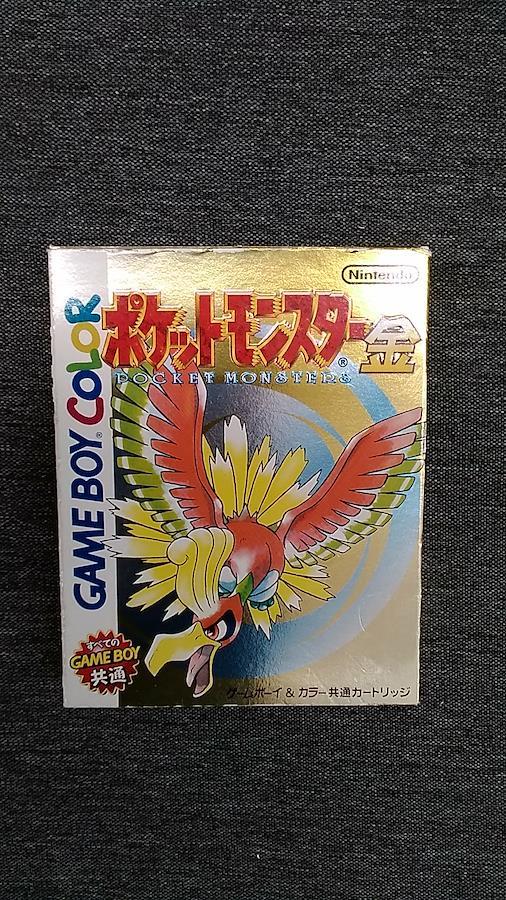 Nintendo
ポケットモンスター金
POCKET MONSTERS®
GAME BOY COLOR
すべての
GAME BOY
共通
ゲームボーイ & カラー共通カートリッジ